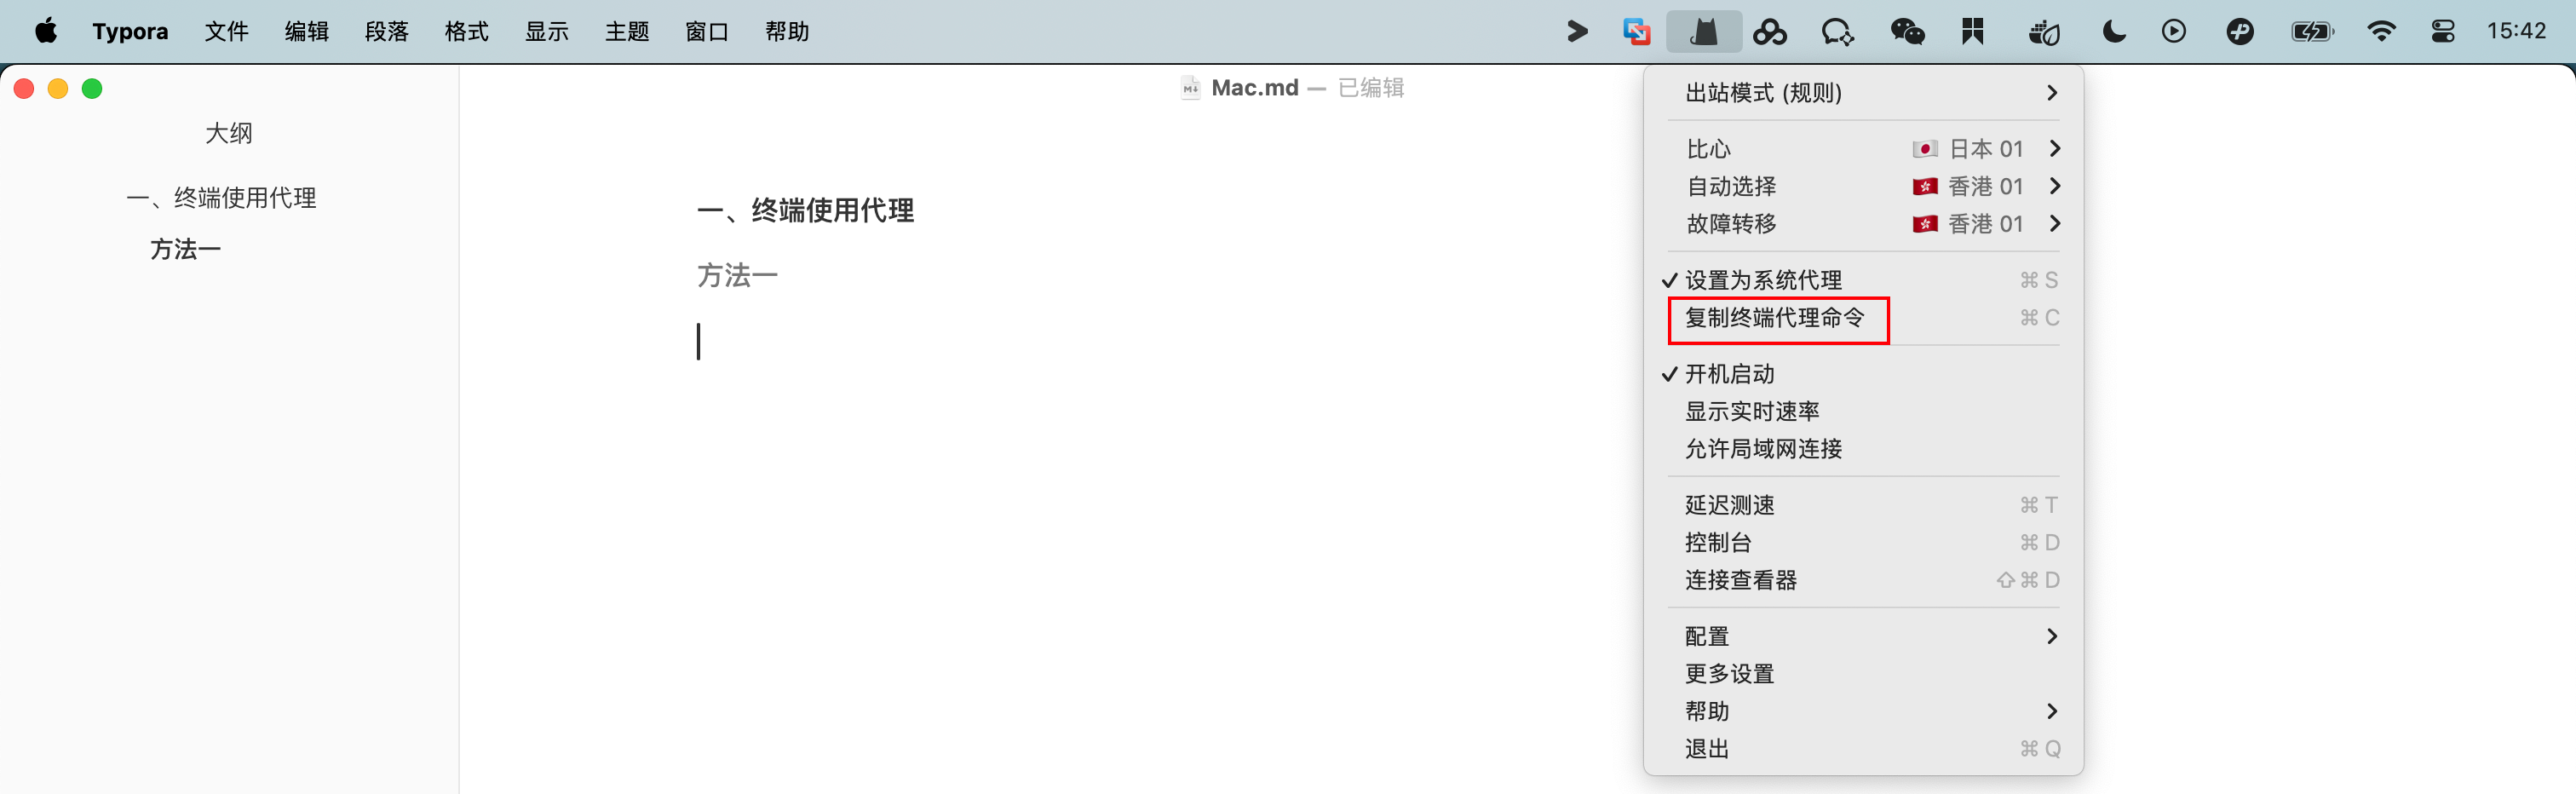 Typora 文件 编辑 段落 格式 显示 主题 窗口 帮助 15:42
Mac.md — 已编辑
大纲
一、终端使用代理
方法一
一、终端使用代理
方法一
出站模式 (规则)
比心 日本 01
自动选择 香港 01
故障转移 香港 01
设置为系统代理 ⌘ S
复制终端代理命令 ⌘ C
开机启动
显示实时速率
允许局域网连接
延迟测速 ⌘ T
控制台 ⌘ D
连接查看器 ⇧ ⌘ D
配置
更多设置
帮助
退出 ⌘ Q